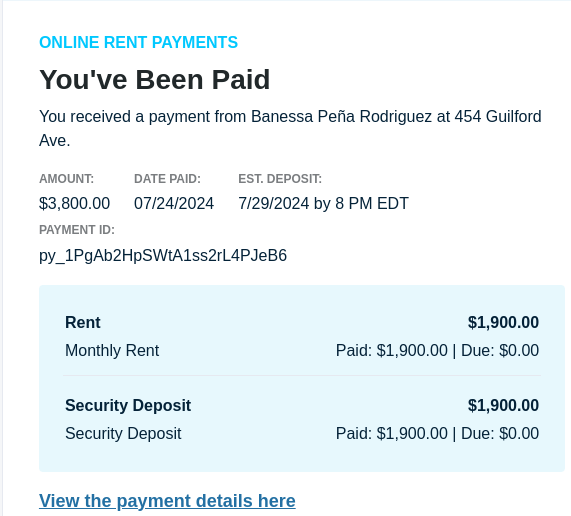 ONLINE RENT PAYMENTS
You've Been Paid
You received a payment from Banessa Peña Rodriguez at 454 Guilford
Ave.
AMOUNT: DATE PAID: EST. DEPOSIT:
$3,800.00 07/24/2024 7/29/2024 by 8 PM EDT
PAYMENT ID:
py_1PgAb2HpSWtA1ss2rL4PJeB6
Rent $1,900.00
Monthly Rent Paid: $1,900.00 | Due: $0.00
Security Deposit $1,900.00
Security Deposit Paid: $1,900.00 | Due: $0.00
View the payment details here